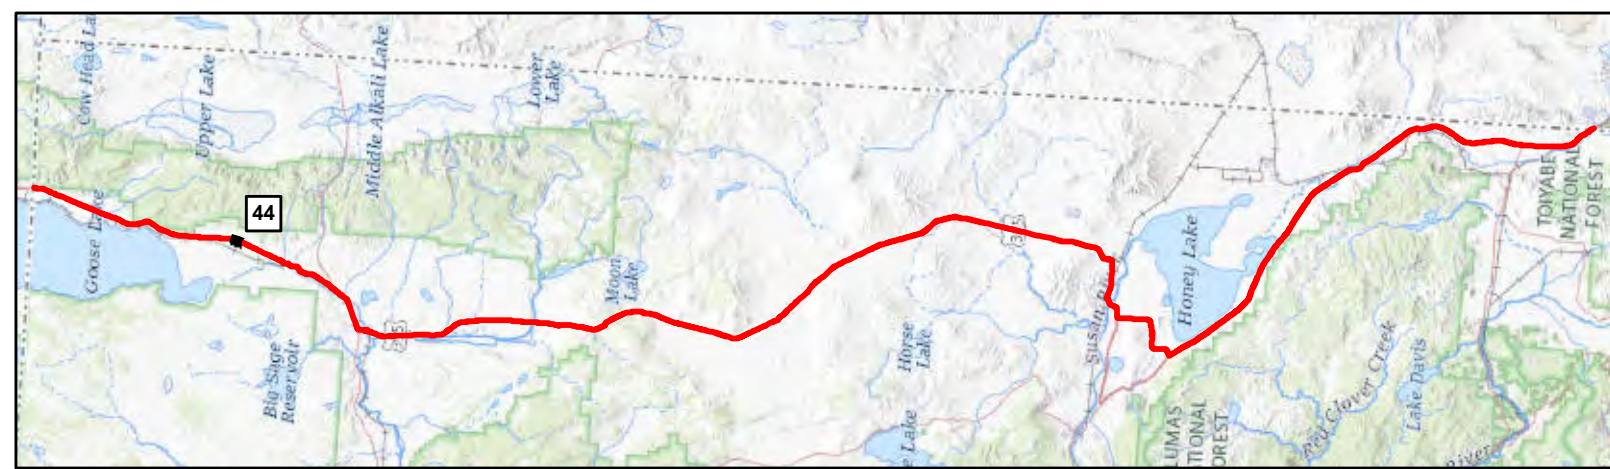 Cow Head La
Upper Lake
Middle Alkali Lake
Lower
Lake
44
Goose Lake
Big Sage
Reservoir
Moon
Lake
Horse
Lake
e Lake
Susan
Honey Lake
LUMAS
TIONAL
OREST
Red Clover Creek
Lake Davis
River
TOIYABE
NATIONAL
FOREST